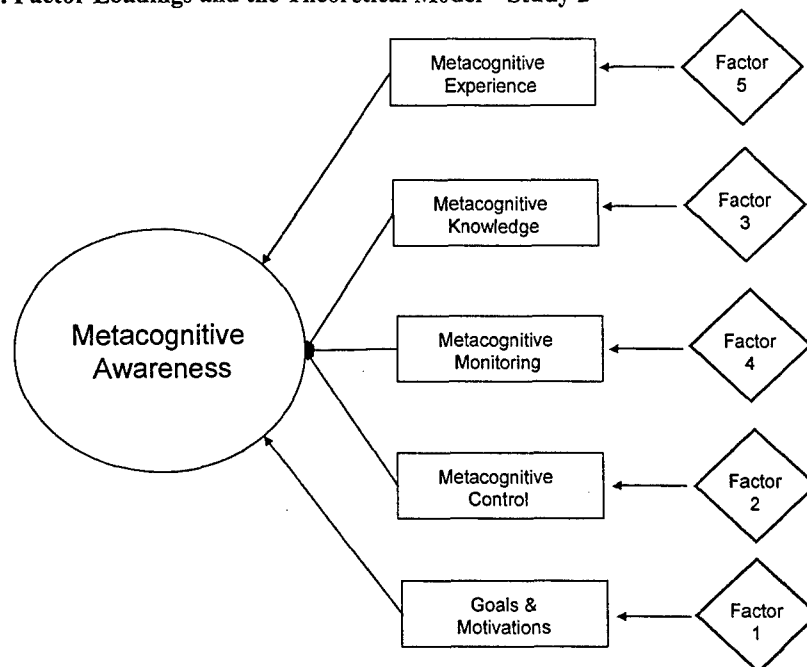 Factor Loadings and the Theoretical Model - Study 2
Metacognitive
Experience
Factor
5
Metacognitive
Knowledge
Factor
3
Metacognitive
Awareness
Metacognitive
Monitoring
Factor
4
Metacognitive
Control
Factor
2
Goals &
Motivations
Factor
1